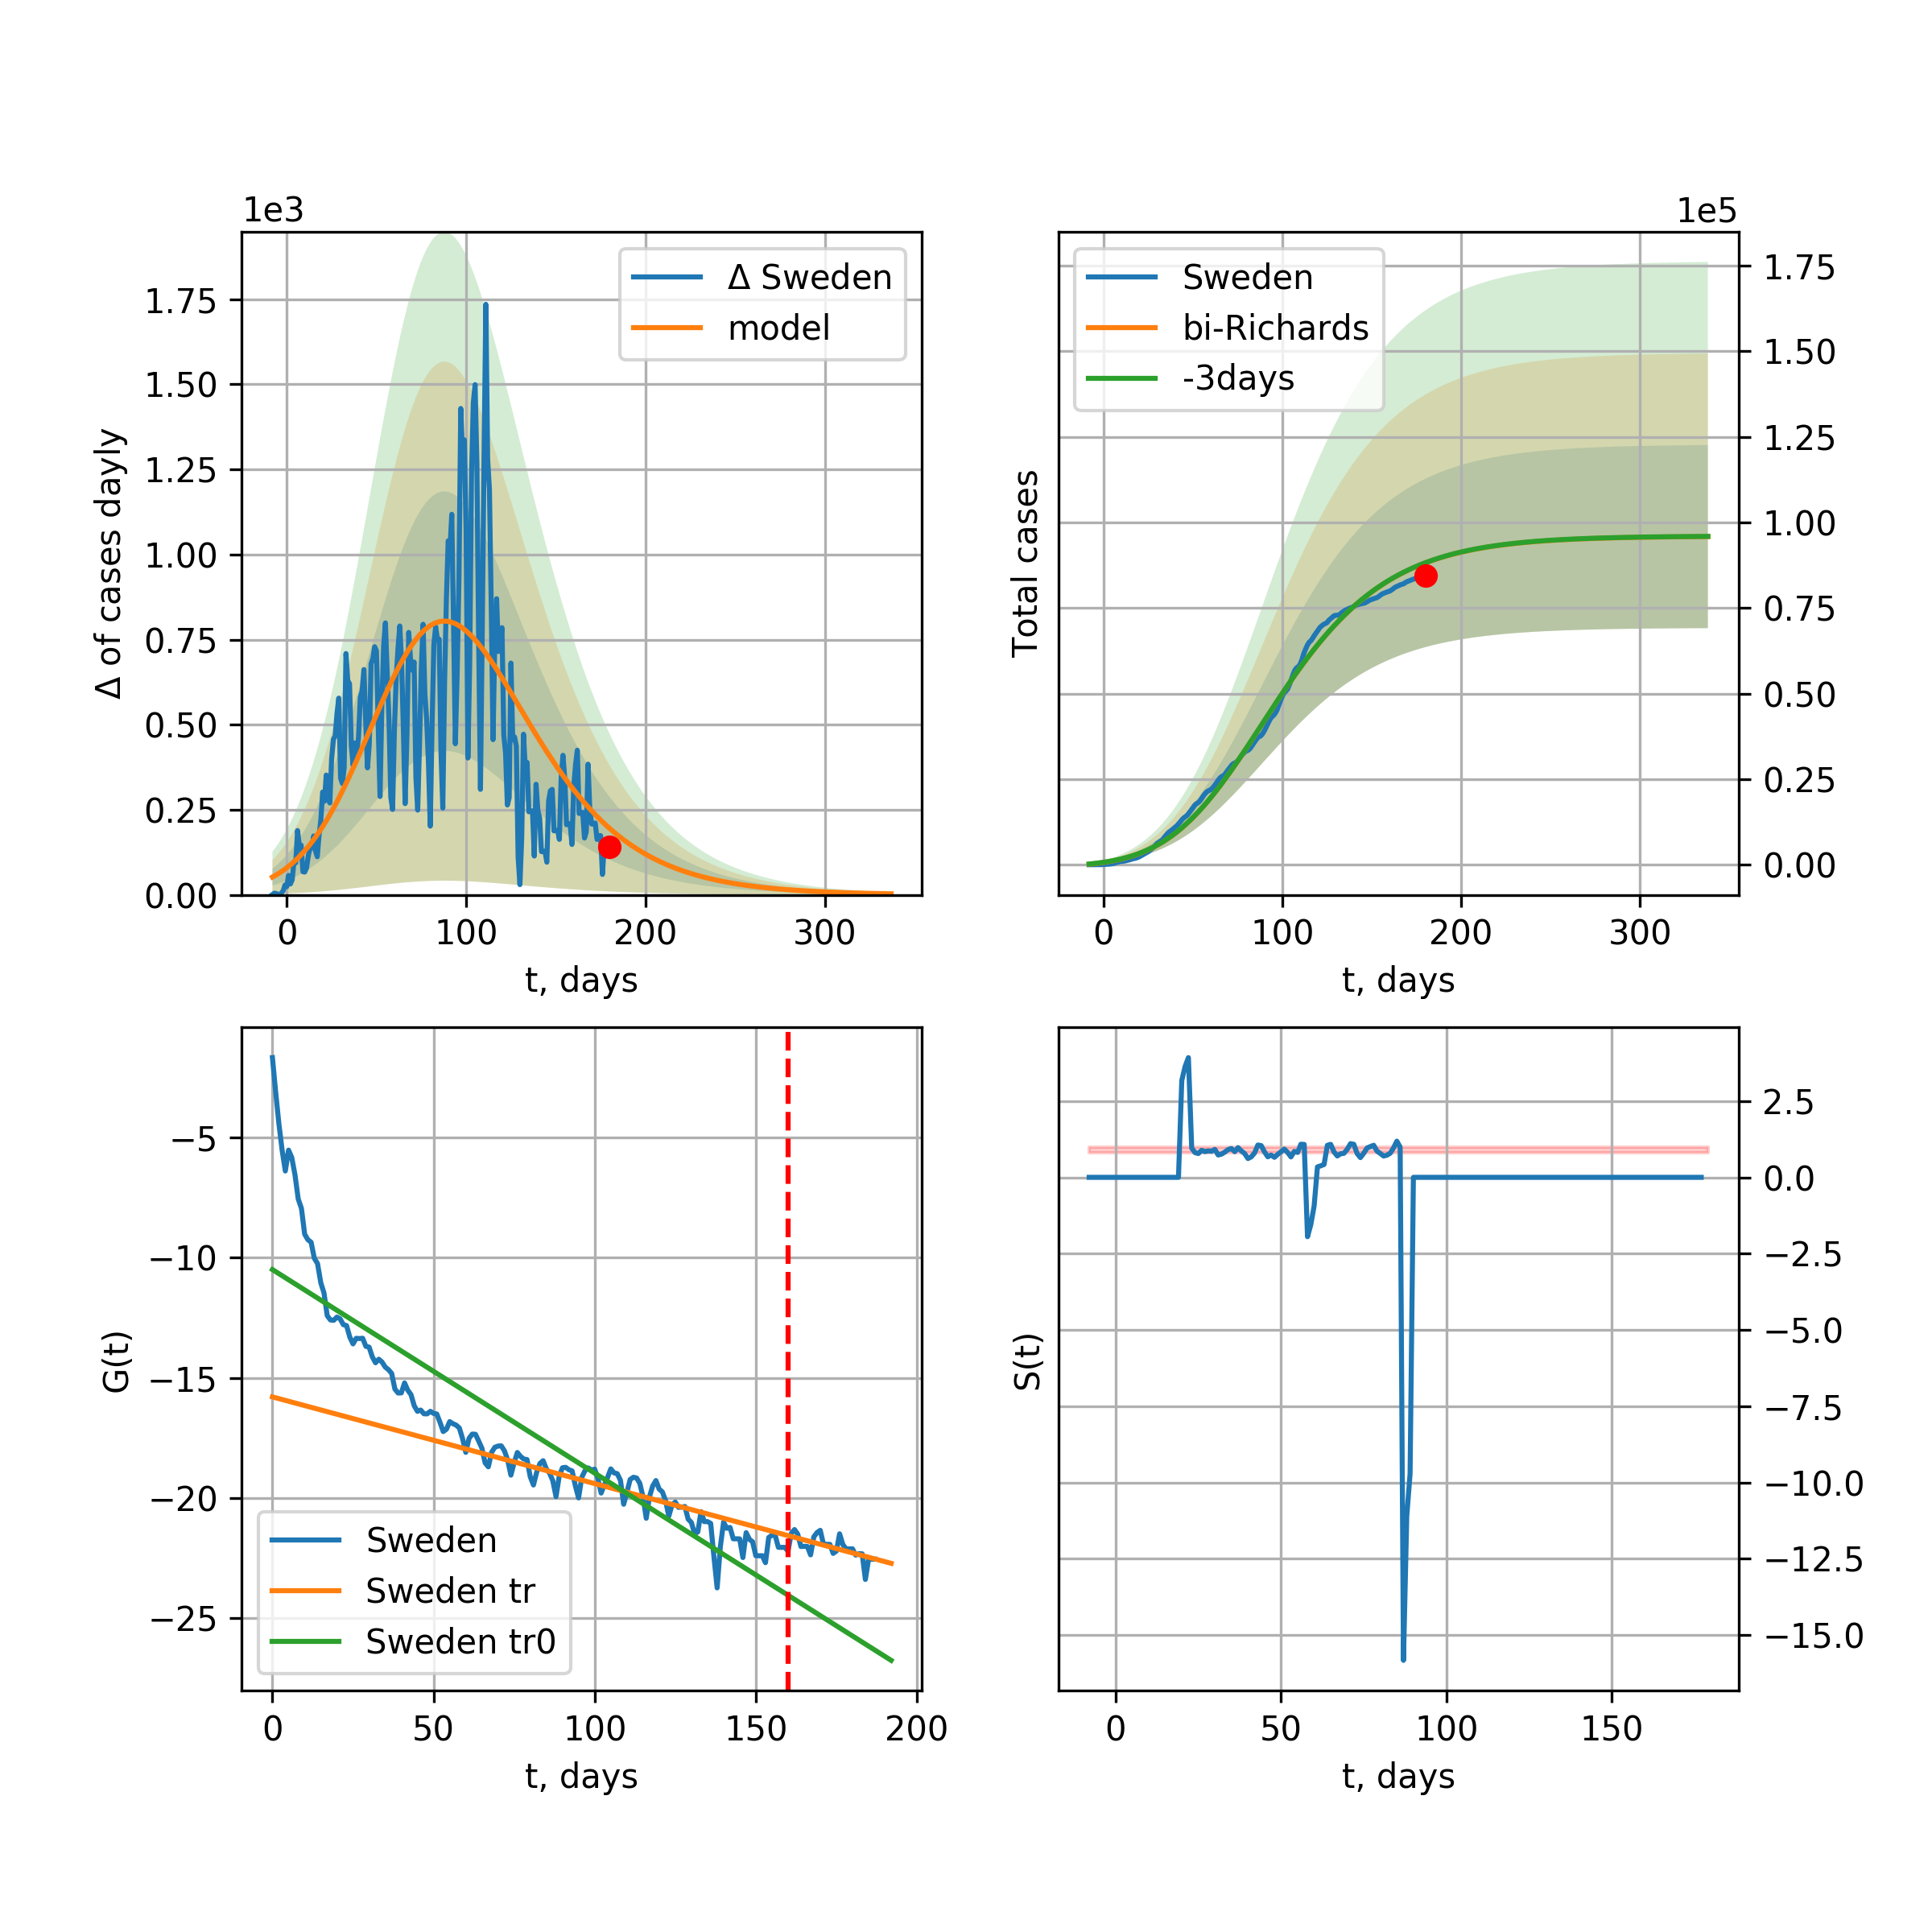 1e3
Δ of cases dayly
1.75
1.50
1.25
1.00
0.75
0.50
0.25
0.00
Δ Sweden
model
0 100 200 300
t, days
1e5
Total cases
Sweden
bi-Richards
-3days
1.75
1.50
1.25
1.00
0.75
0.50
0.25
0.00
0 100 200 300
t, days
G(t)
−5
−10
−15
−20
−25
Sweden
Sweden tr
Sweden tr0
0 50 100 150 200
t, days
S(t)
2.5
0.0
−2.5
−5.0
−7.5
−10.0
−12.5
−15.0
0 50 100 150
t, days